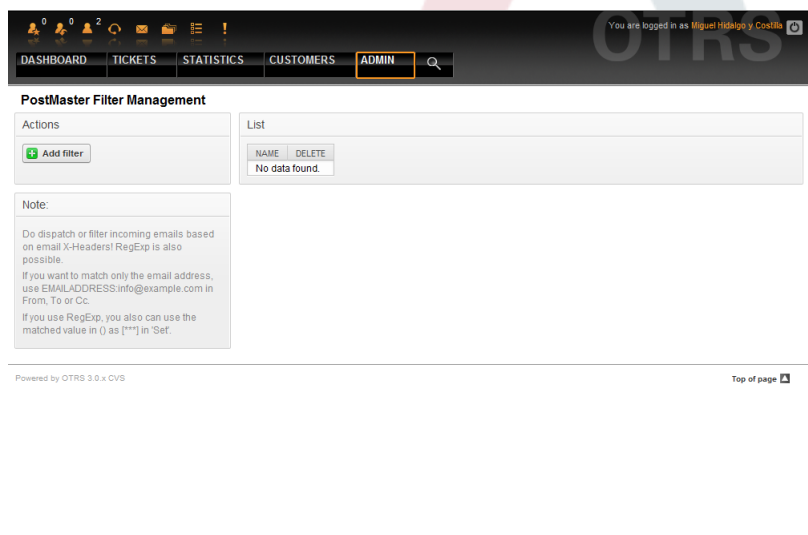 OTRS
0 0 2 !
You are logged in as Miguel Hidalgo y Costilla
DASHBOARD TICKETS STATISTICS CUSTOMERS ADMIN
PostMaster Filter Management
Actions
Add filter
List
NAME DELETE
No data found.
Note:
Do dispatch or filter incoming emails based
on email X-Headers! RegExp is also
possible.
If you want to match only the email address,
use EMAILADDRESS:info@example.com in
From, To or Cc.
If you use RegExp, you also can use the
matched value in () as [***] in 'Set'.
Powered by OTRS 3.0.x CVS
Top of page